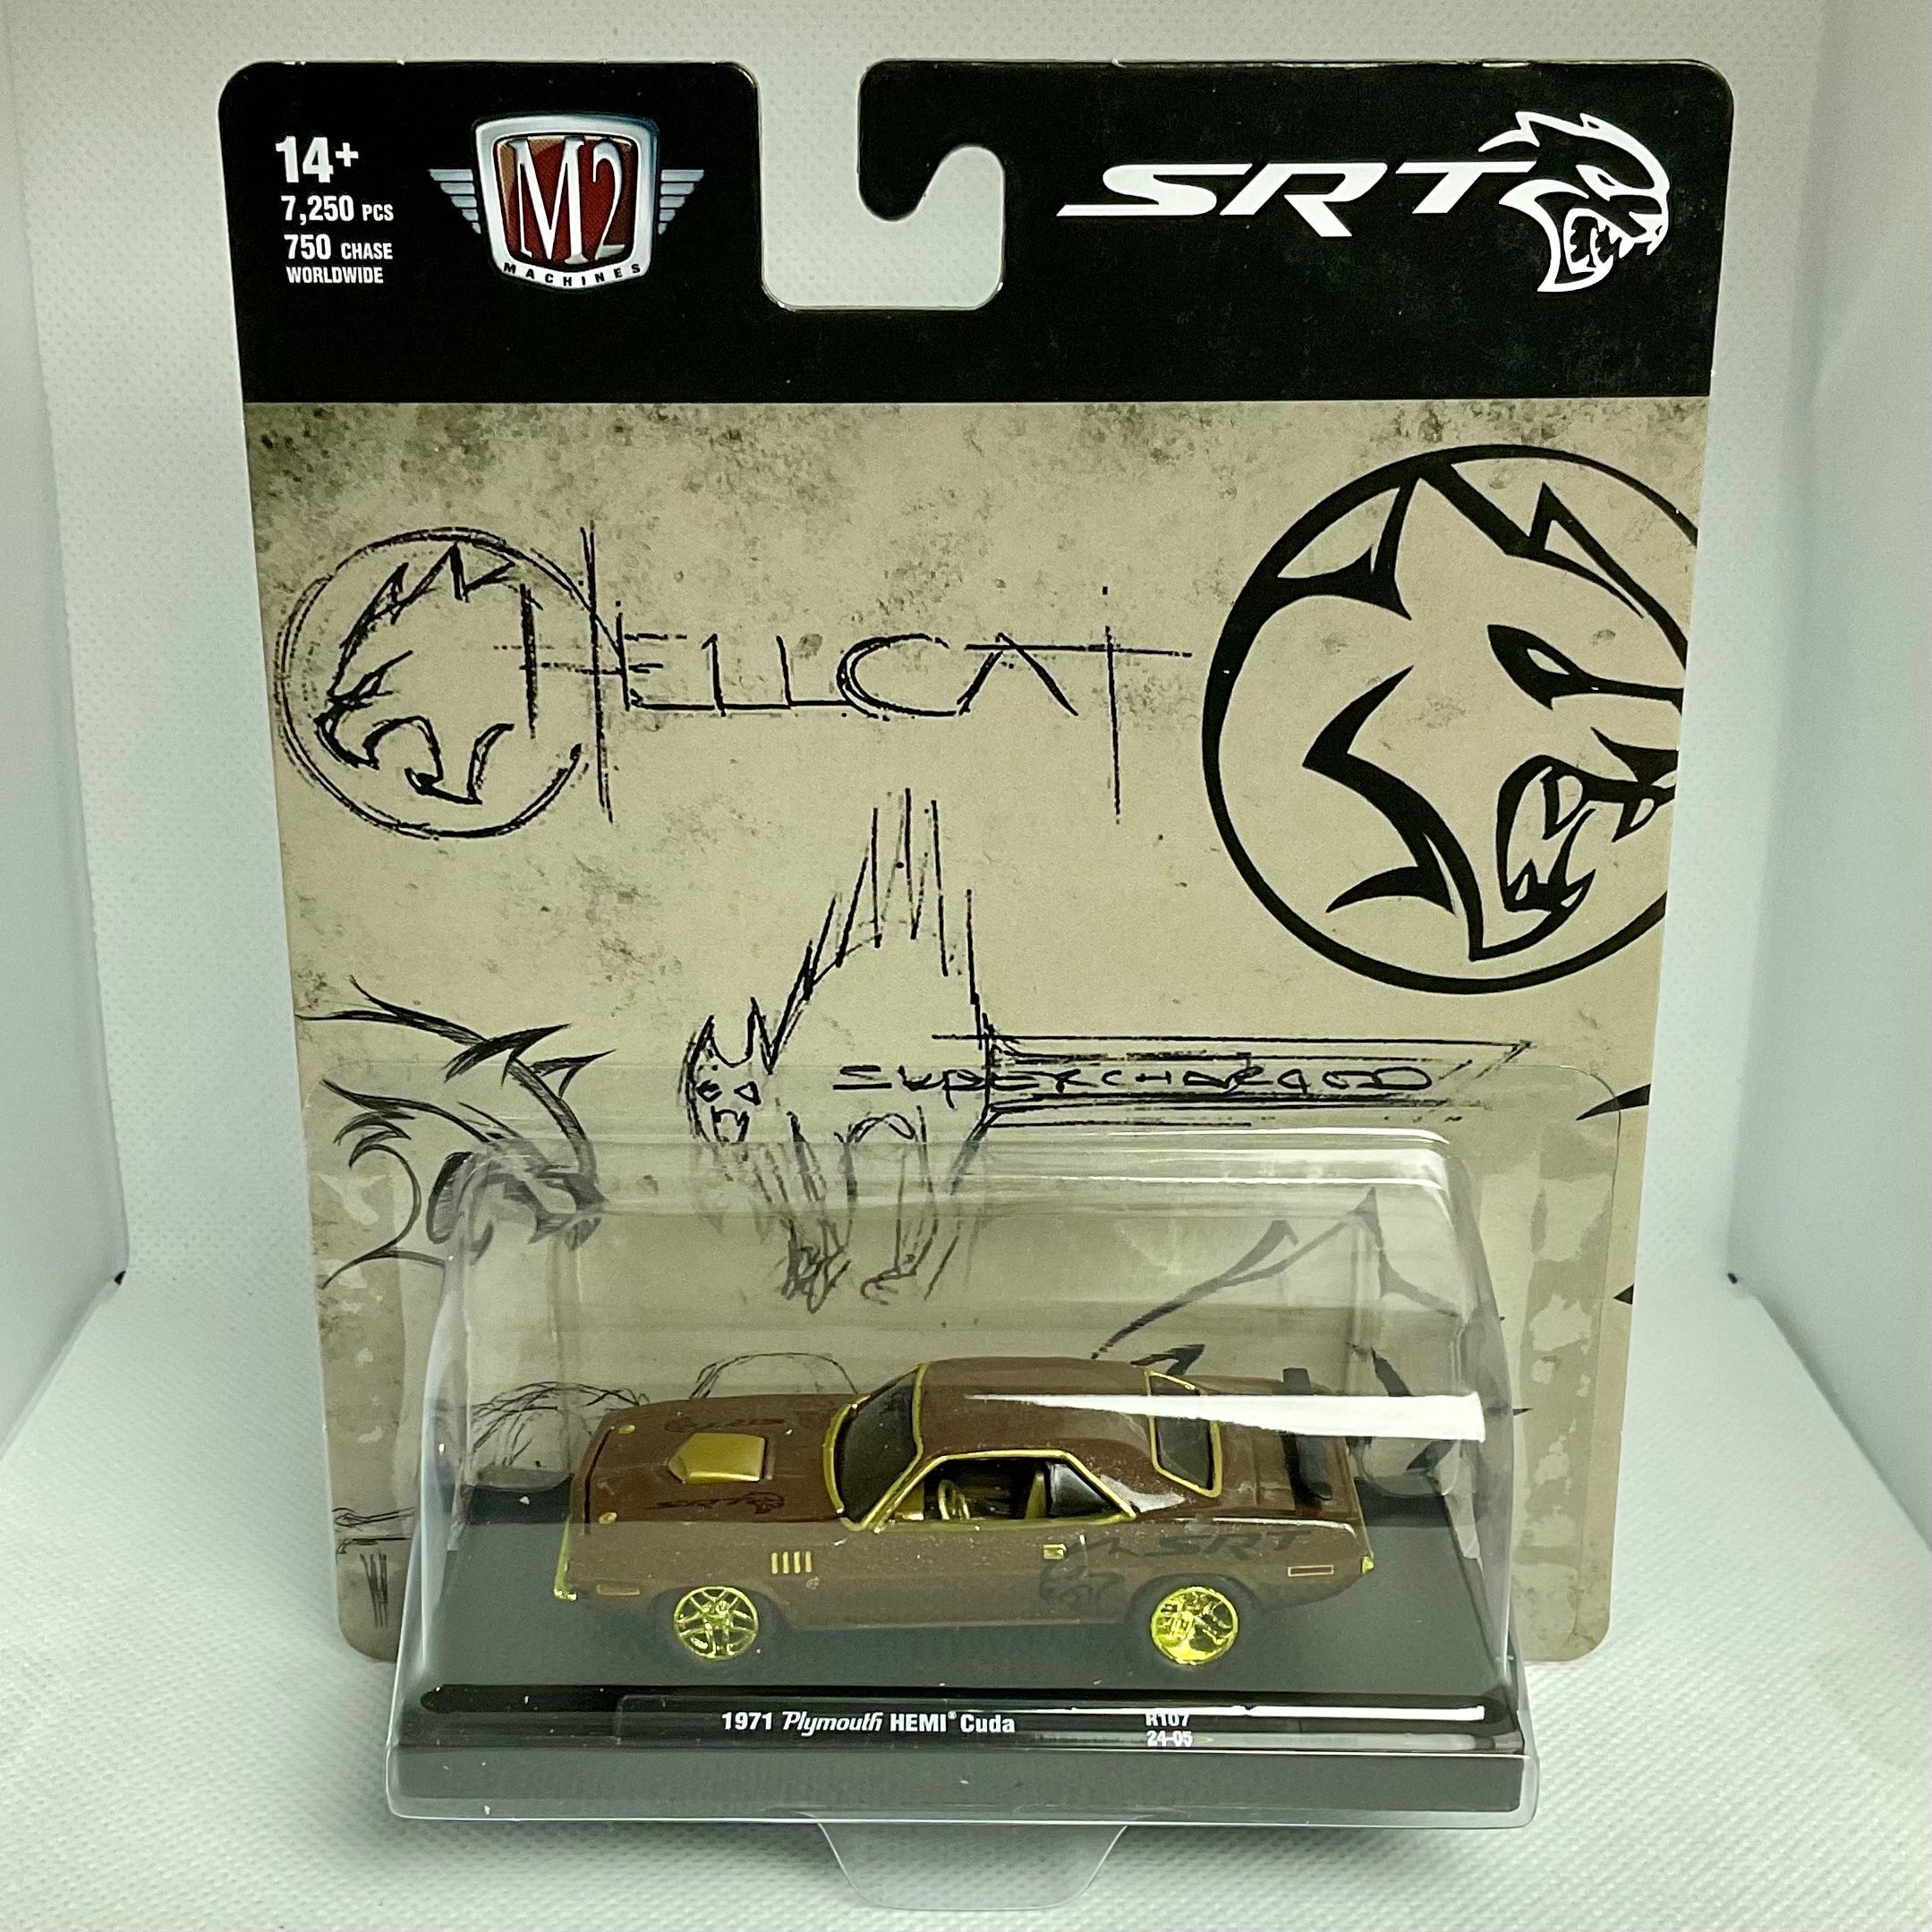 14+
7,250 PCS
750 CHASE
WORLDWIDE
M2
MACHINES
SRT
HELLCAT
SUPERCHARGED
SRT
SRT
SRT
1971 Plymouth HEMI® Cuda
R107
24-05